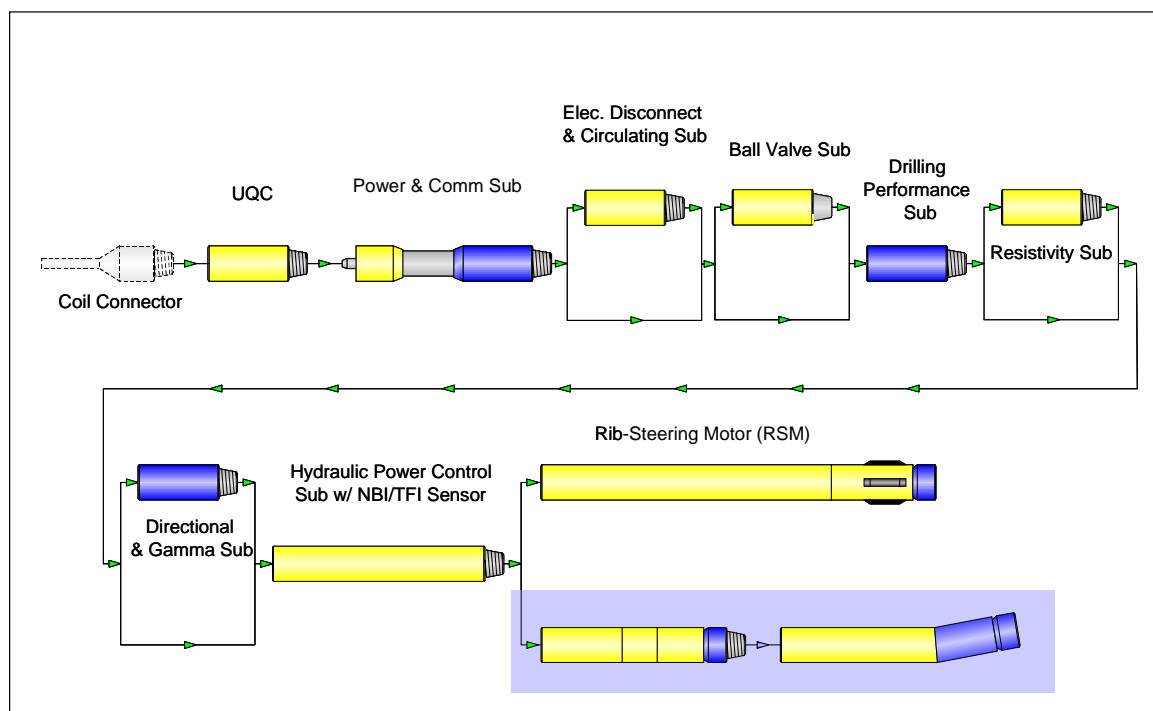 Elec. Disconnect
& Circulating Sub
Ball Valve Sub
Drilling
Performance
Sub
Power & Comm Sub
UQC
Resistivity Sub
Coil Connector
Rib-Steering Motor (RSM)
Hydraulic Power Control
Sub w/ NBI/TFI Sensor
Directional
& Gamma Sub